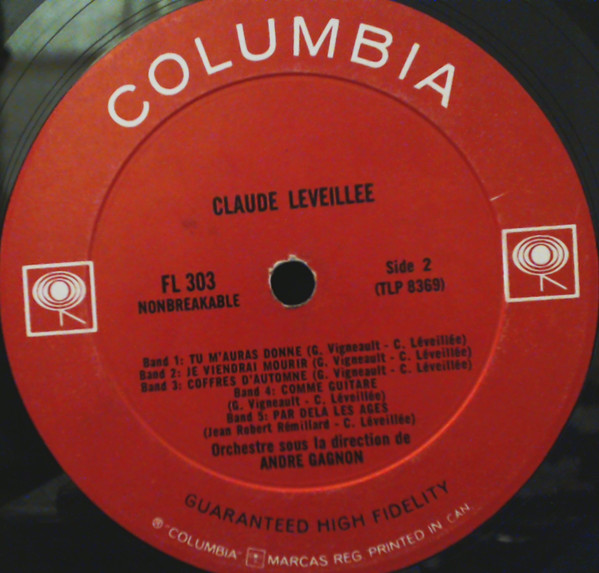 COLUMBIA
CLAUDE LEVEILLEE
FL 303
NONBREAKABLE
Side 2
(TLP 8369)
Band 1: TU M'AURAS DONNE (G. Vigneault - C. Léveillée)
Band 2: JE VIENDRAI MOURIR (G. Vigneault - C. Léveillée)
Band 3: COFFRES D'AUTOMNE (G. Vigneault - C. Léveillée)
Band 4: COMME GUITARE
(G. Vigneault - C. Léveillée)
Band 5: PAR DELÀ LES AGES
(Jean Robert Rémillard - C. Léveillée)
Orchestre sous la direction de
ANDRE GAGNON
GUARANTEED HIGH FIDELITY
℗ "COLUMBIA" MARCAS REG PRINTED IN CAN.